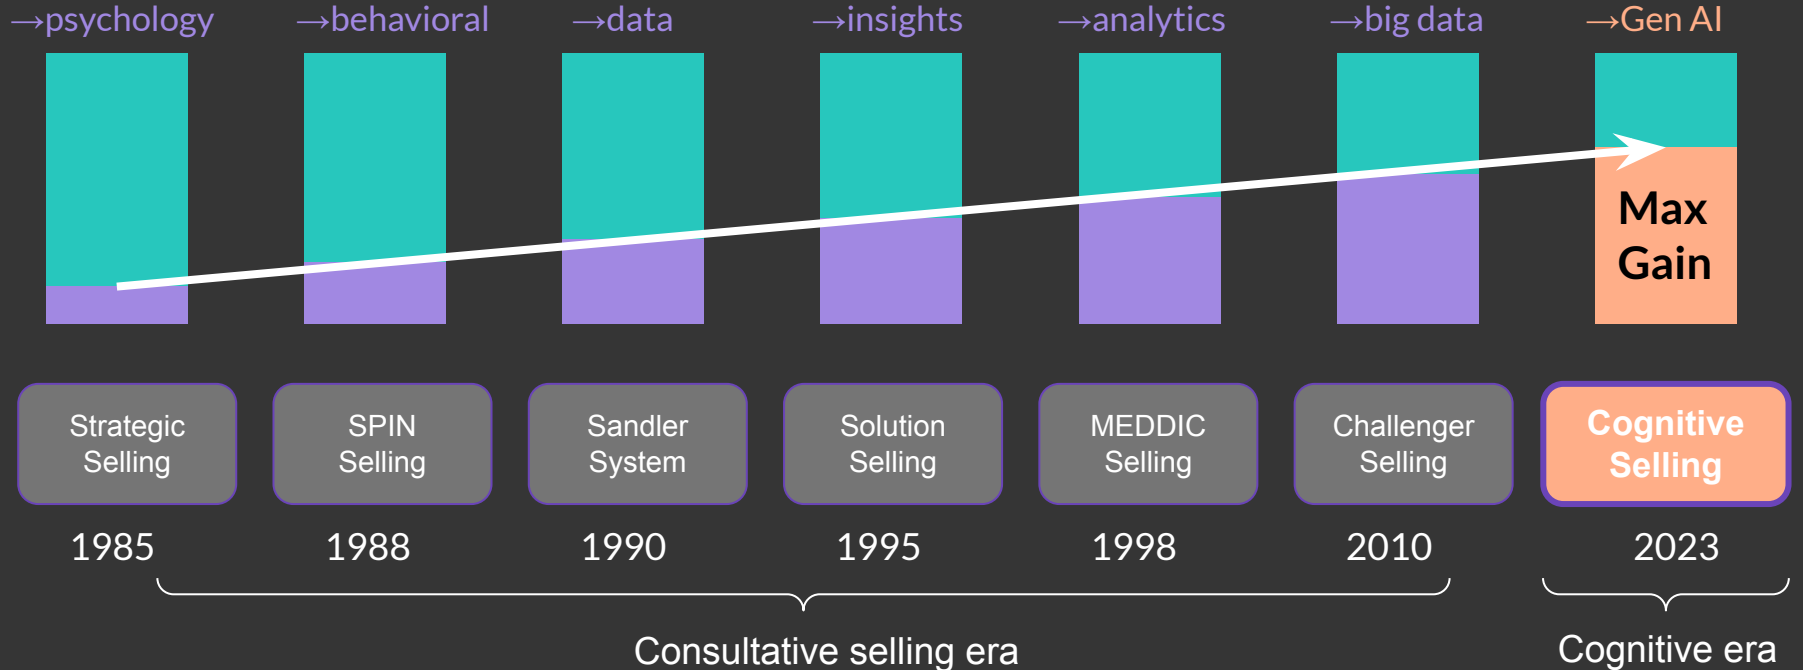 →psychology
→behavioral
→data
→insights
→analytics
→big data
→Gen AI
Max
Gain
Strategic
Selling
SPIN
Selling
Sandler
System
Solution
Selling
MEDDIC
Selling
Challenger
Selling
Cognitive
Selling
1985
1988
1990
1995
1998
2010
2023
Consultative selling era
Cognitive era